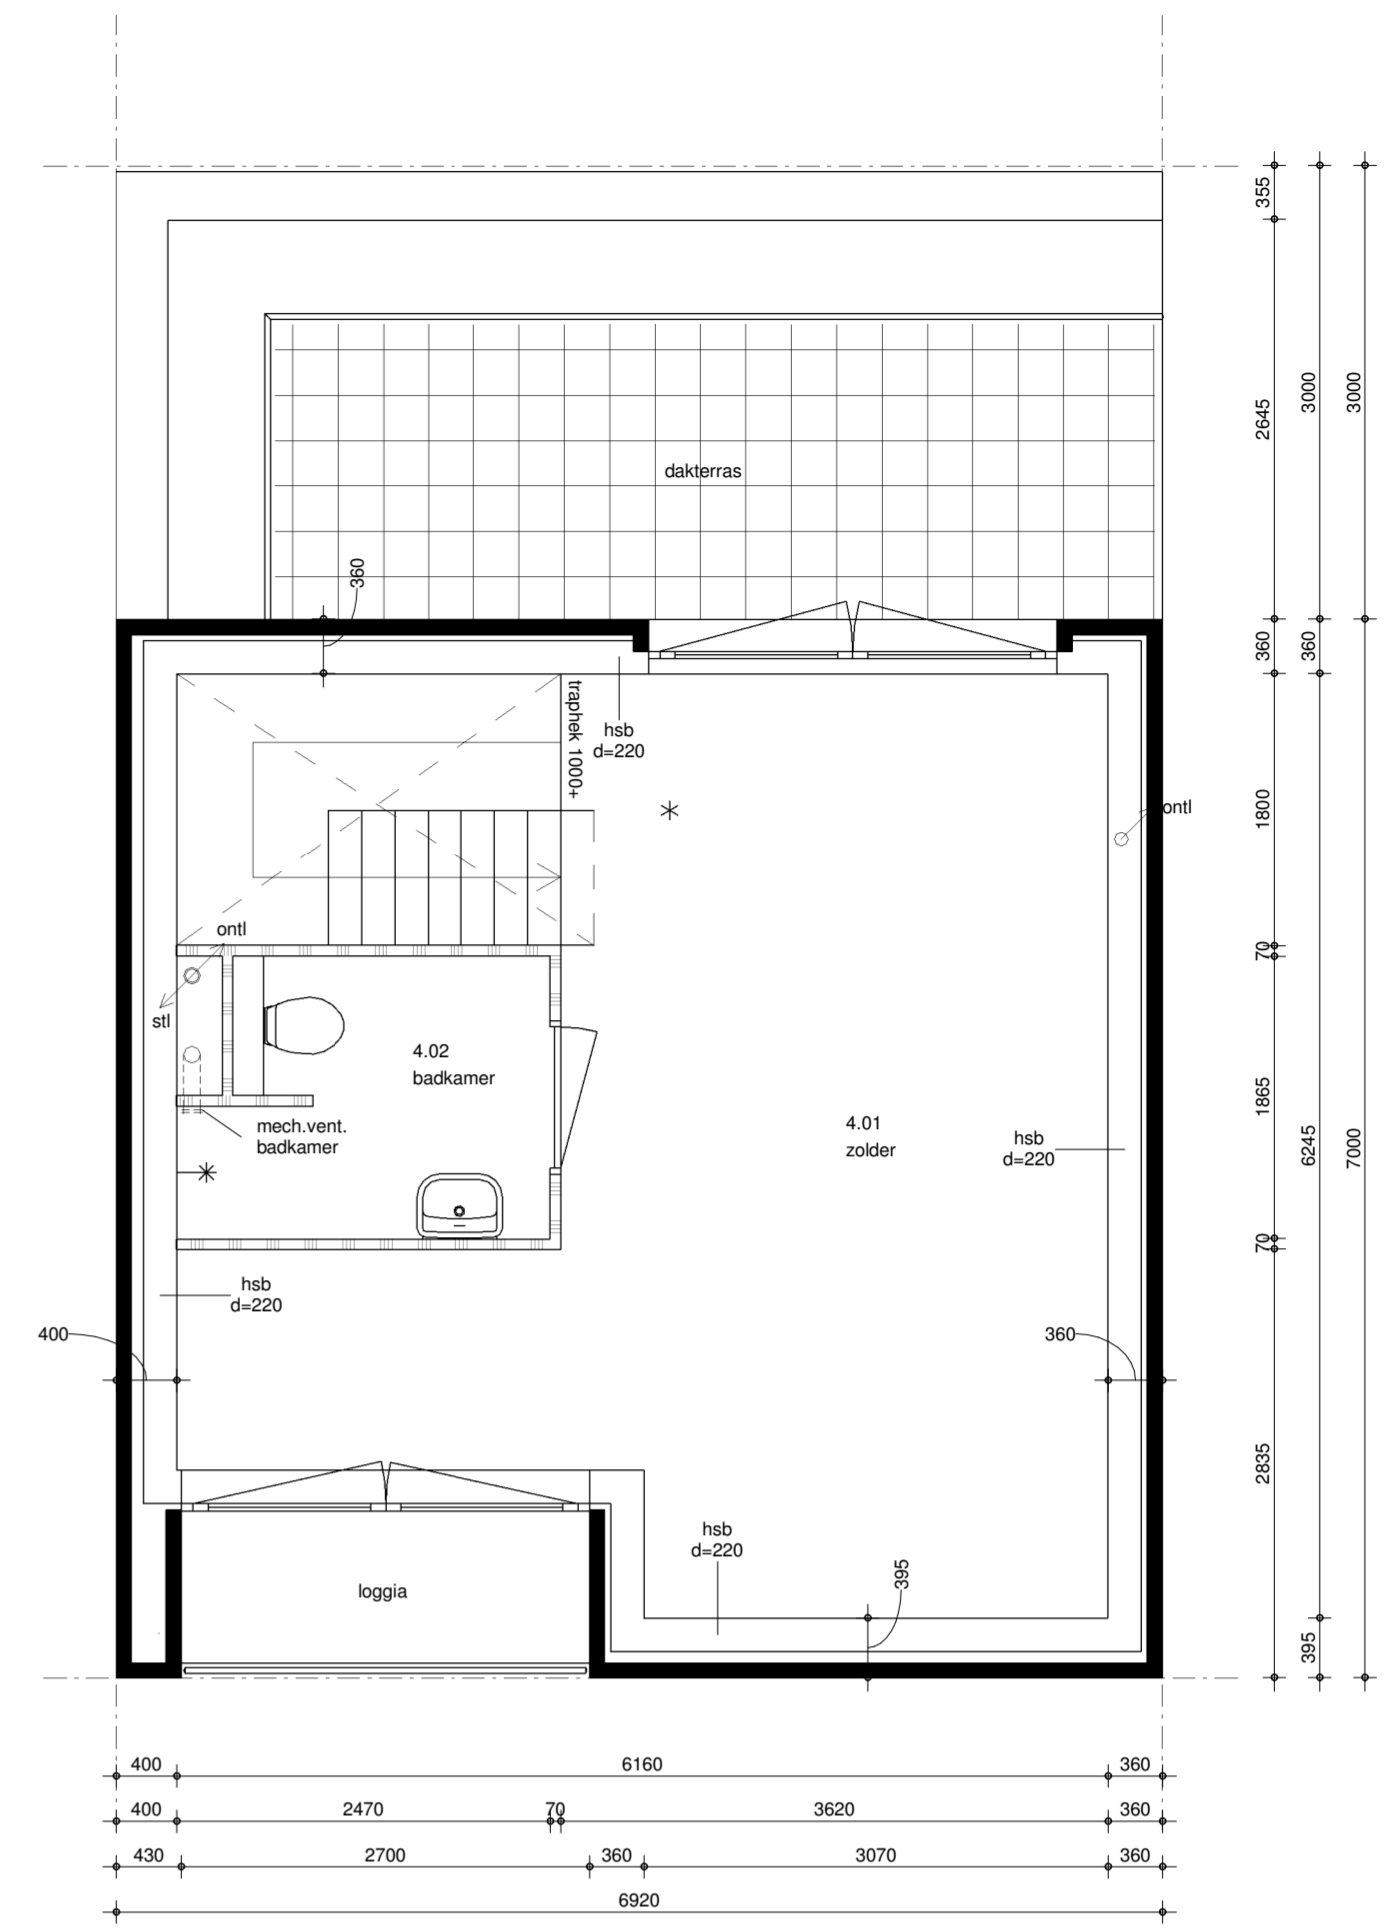 355
3000
3000
2645
dakterras
360
360
360
traphek 1000+
hsb
d=220
1800
ontl
ontl
70
stl
4.02
badkamer
1865
mech.vent.
badkamer
4.01
zolder
hsb
d=220
6245
7000
70
hsb
d=220
400
360
2835
hsb
d=220
395
loggia
395
400
6160
360
400
2470
70
3620
360
430
2700
360
3070
360
6920